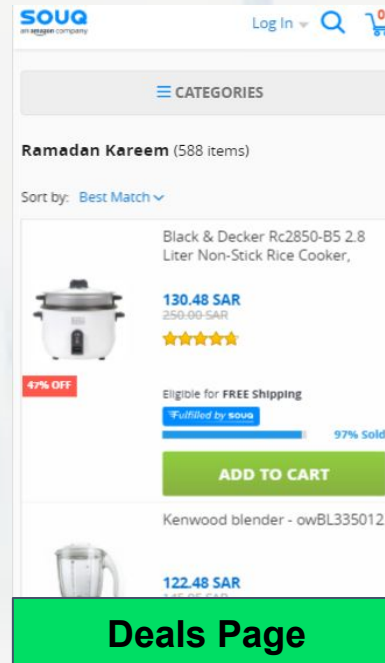 souq
an amazon company
Log In
0
CATEGORIES
Ramadan Kareem (588 items)
Sort by: Best Match
Black & Decker Rc2850-B5 2.8
Liter Non-Stick Rice Cooker,
130.48 SAR
250.00 SAR
47% OFF
Eligible for FREE Shipping
Fulfilled by souq
97% Sold
ADD TO CART
Kenwood blender - owBL335012
122.48 SAR
Deals Page